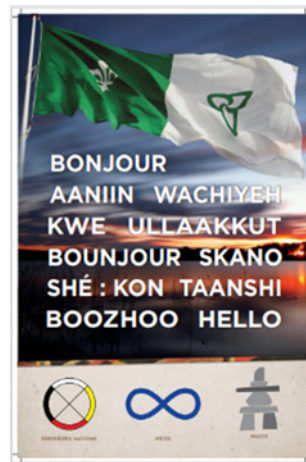 BONJOUR
AANIIN WACHIYEH
KWE ULLAAKKUT
BOUNJOUR SKANO
SHÉ : KON TAANSHI
BOOZHOO HELLO
PREMIÈRES NATIONS
MÉTIS
INUITS